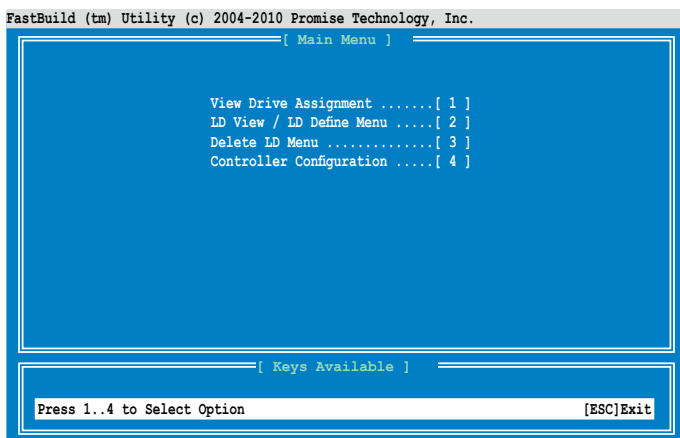 FastBuild (tm) Utility (c) 2004-2010 Promise Technology, Inc.
[ Main Menu ]
View Drive Assignment .......[ 1 ]
LD View / LD Define Menu .....[ 2 ]
Delete LD Menu ..............[ 3 ]
Controller Configuration .....[ 4 ]
[ Keys Available ]
Press 1..4 to Select Option [ESC]Exit